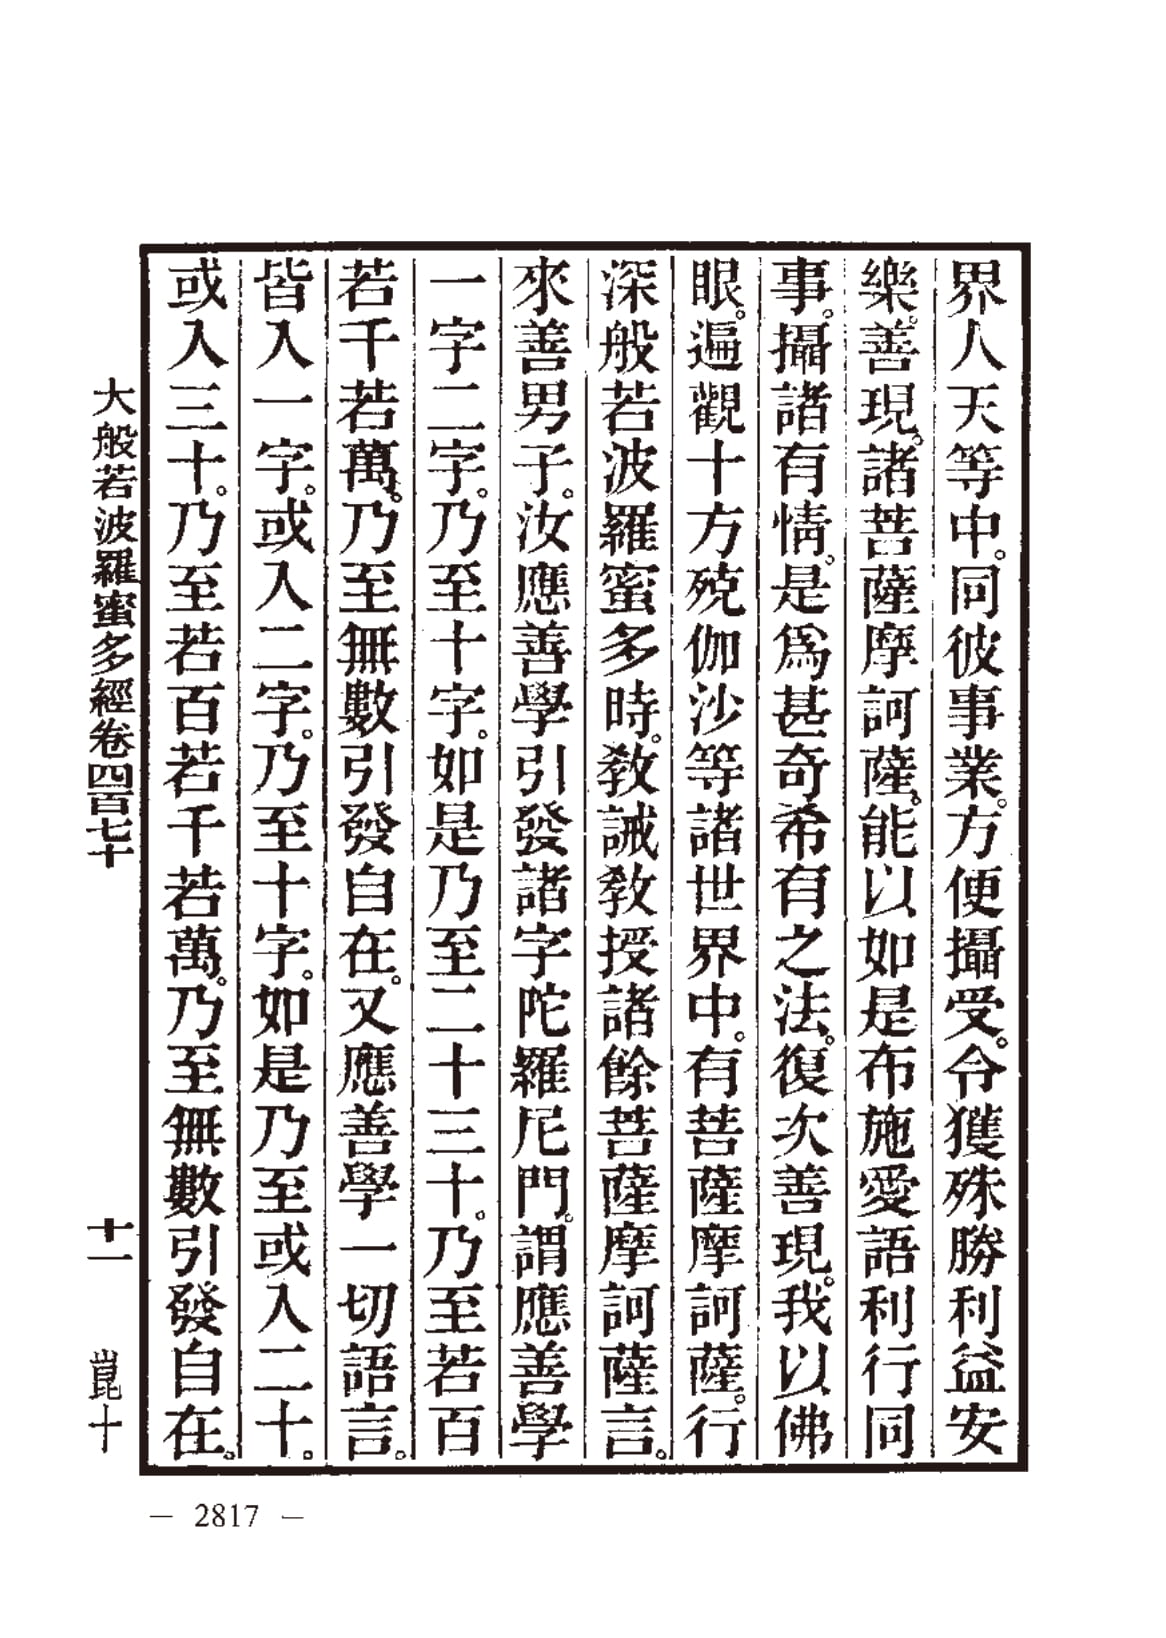 界人天等中。同彼事業。方便攝受。令獲殊勝利益安
樂。善現。諸菩薩摩訶薩。能以如是布施愛語利行同
事。攝諸有情。是爲甚奇希有之法。復次善現。我以佛
眼。遍觀十方殑伽沙等諸世界中。有菩薩摩訶薩。行
深般若波羅蜜多時。教誡教授諸餘菩薩摩訶薩言。
來善男子。汝應善學引發諸字陀羅尼門。謂應善學
一字二字。乃至十字。如是乃至二十三十。乃至若百
若千若萬。乃至無數引發自在。又應善學一切語言。
皆入一字。或入二字。乃至十字。如是乃至或入二十。
或入三十。乃至若百若千若萬。乃至無數引發自在。
大般若波羅蜜多經卷四百七十 十一 崑十
— 2817 —